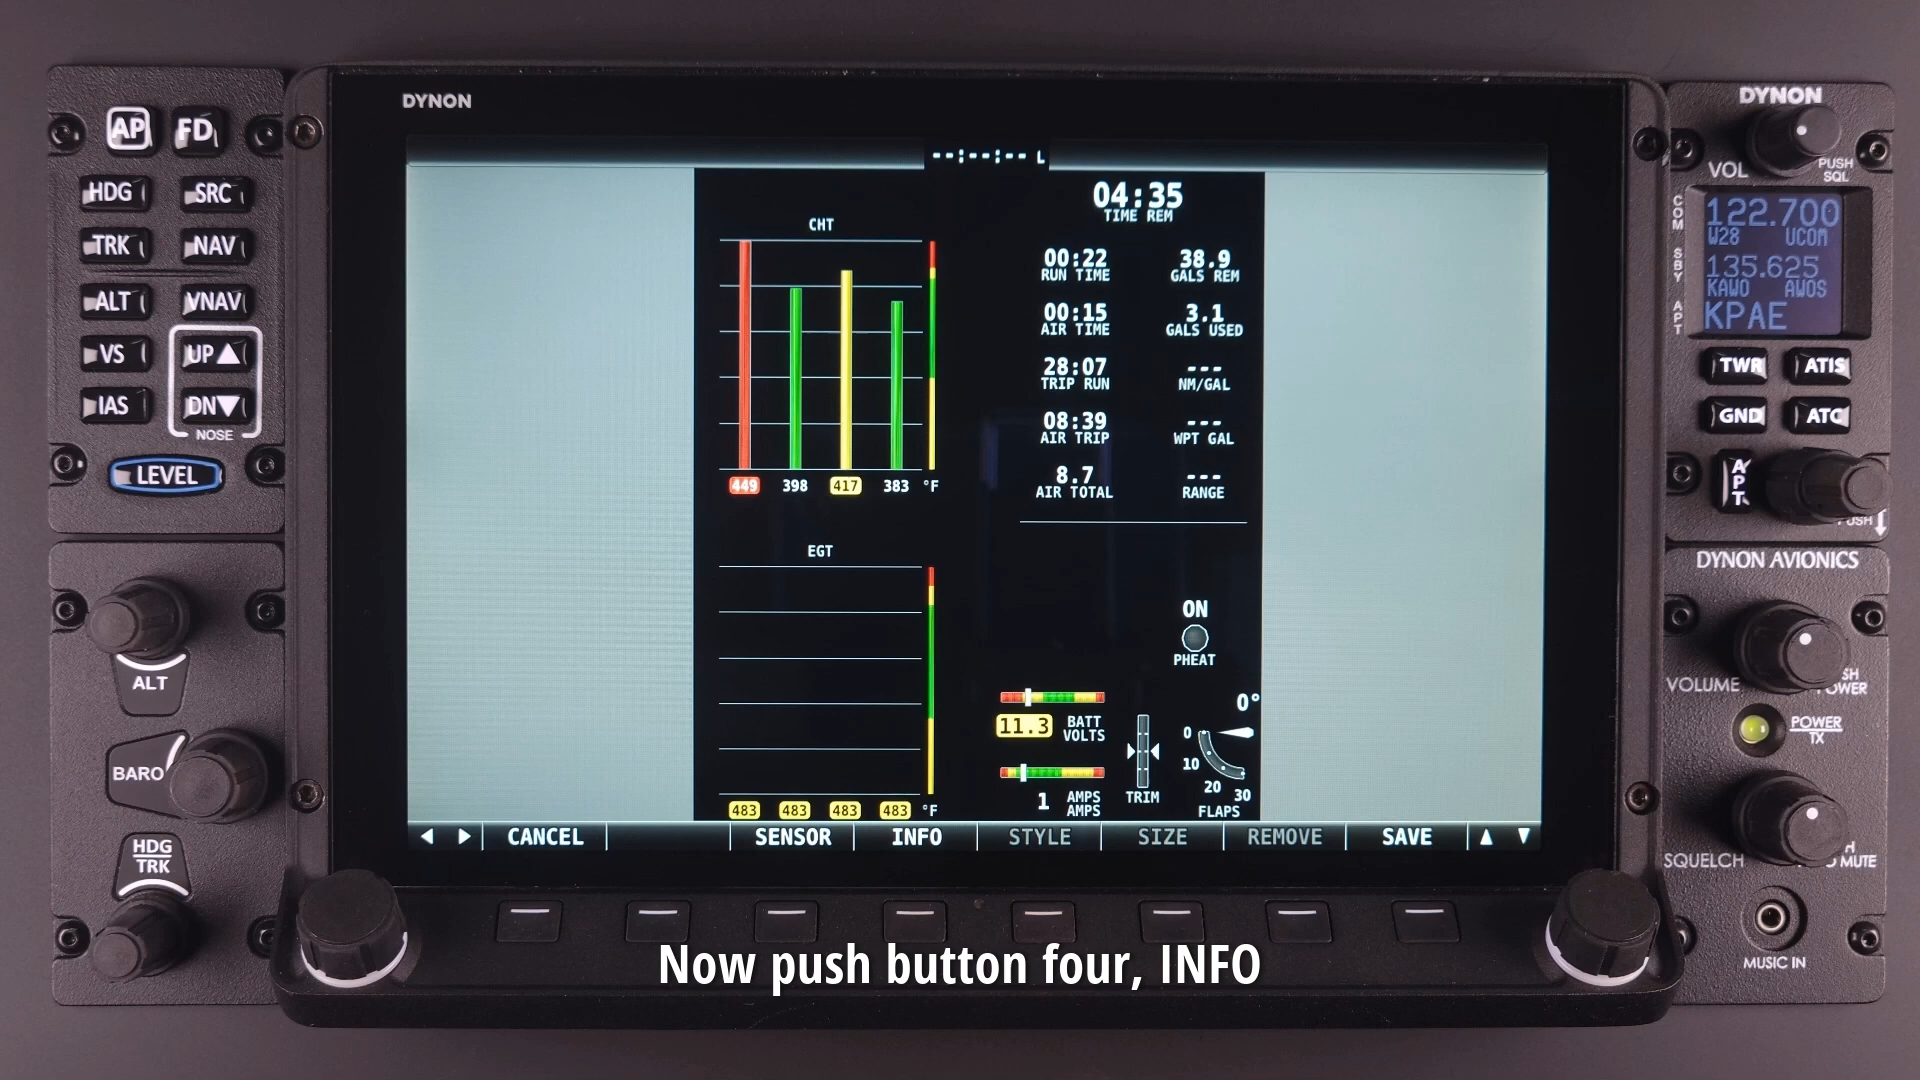 DYNON
AP FD
HDG SRC
TRK NAV
ALT VNAV
VS UP
IAS DN
NOSE
LEVEL
ALT
BARO
HDG
TRK
--:--:-- L
CHT
449 398 417 383 °F
EGT
483 483 483 483 °F
04:35
TIME REM
00:22 38.9
RUN TIME GALS REM
00:15 3.1
AIR TIME GALS USED
28:07 ---
TRIP RUN NM/GAL
08:39 ---
AIR TRIP WPT GAL
8.7 ---
AIR TOTAL RANGE
ON
PHEAT
11.3 BATT
VOLTS
1 AMPS
AMPS
TRIM
0°
0
10
20
30
FLAPS
CANCEL SENSOR INFO STYLE SIZE REMOVE SAVE
Now push button four, INFO
DYNON
VOL
PUSH
SQL
COM
SBY
APT
122.700
W28 UCOM
135.625
KAWO AWOS
KPAE
TWR ATIS
GND ATC
APT
PUSH
DYNON AVIONICS
VOLUME
POWER
TX
SQUELCH
MUTE
MUSIC IN